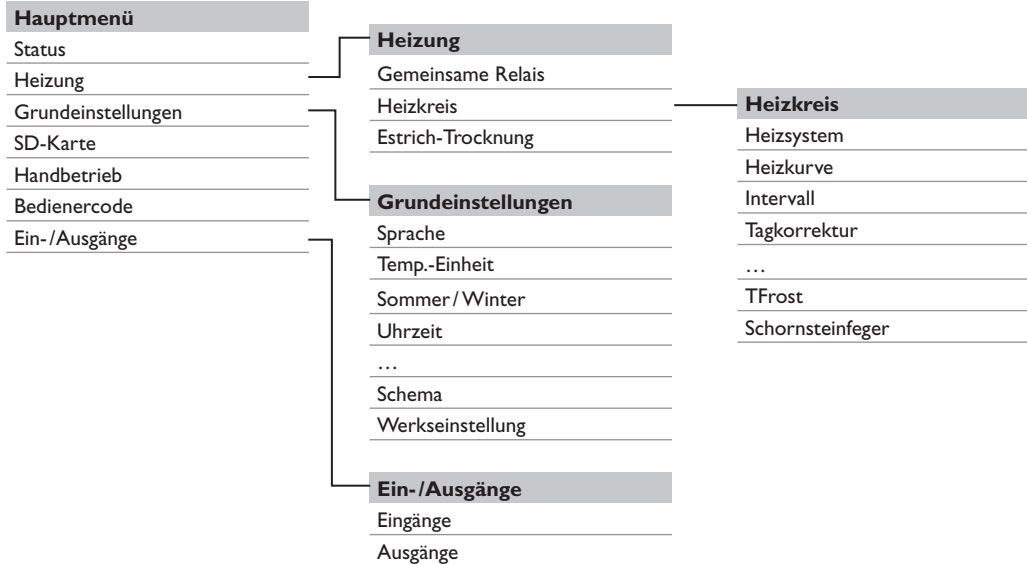 Hauptmenü
Status
Heizung
Grundeinstellungen
SD-Karte
Handbetrieb
Bedienercode
Ein-/Ausgänge
Heizung
Gemeinsame Relais
Heizkreis
Estrich-Trocknung
Grundeinstellungen
Sprache
Temp.-Einheit
Sommer / Winter
Uhrzeit
…
Schema
Werkseinstellung
Ein-/Ausgänge
Eingänge
Ausgänge
Heizkreis
Heizsystem
Heizkurve
Intervall
Tagkorrektur
…
TFrost
Schornsteinfeger